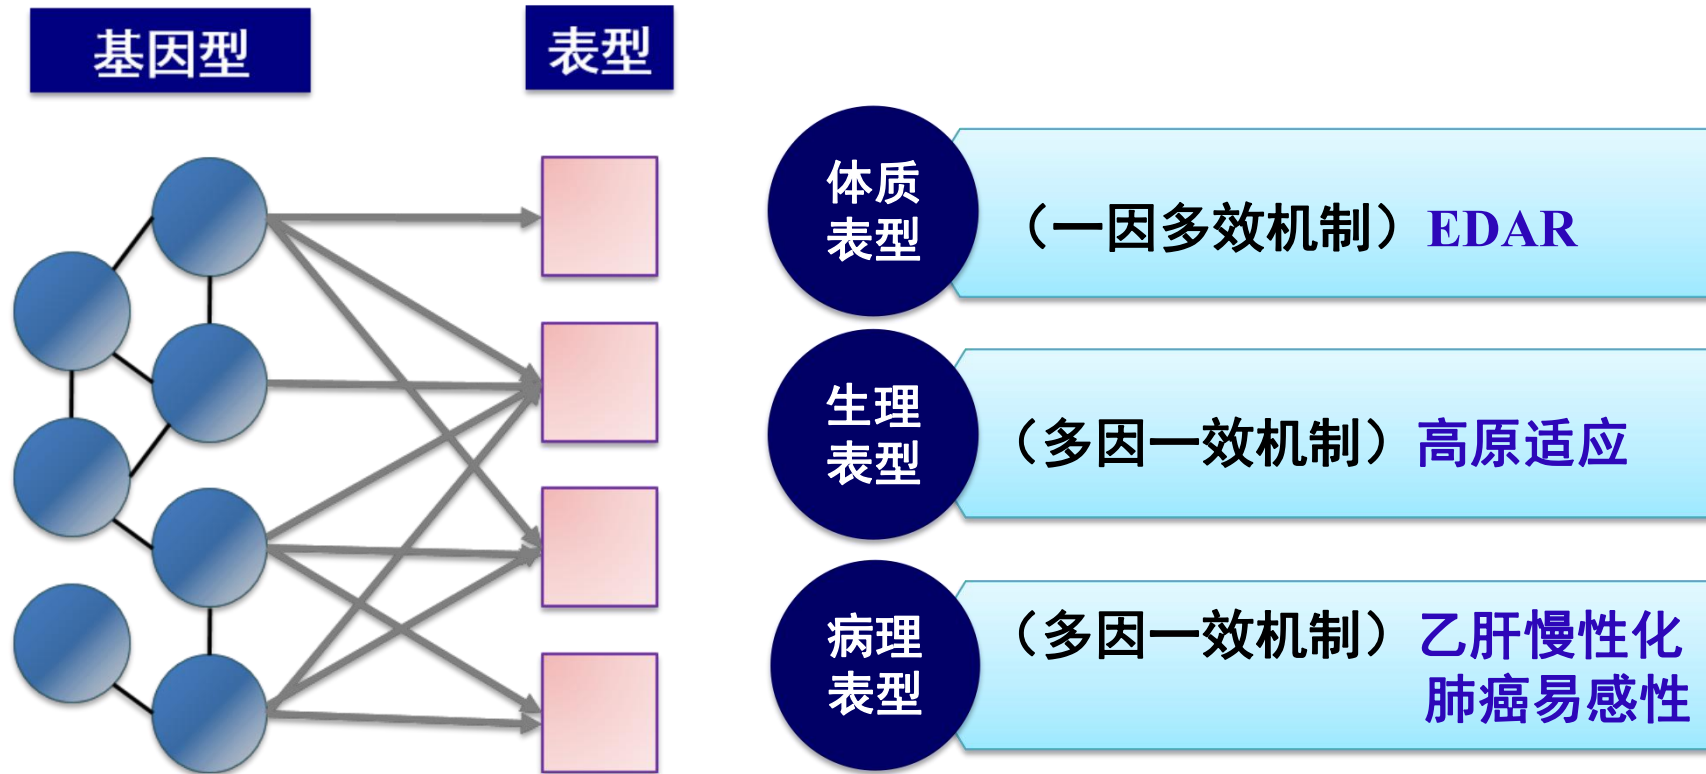 基因型
表型
体质
表型
（一因多效机制）EDAR
生理
表型
（多因一效机制）高原适应
病理
表型
（多因一效机制）乙肝慢性化
肺癌易感性